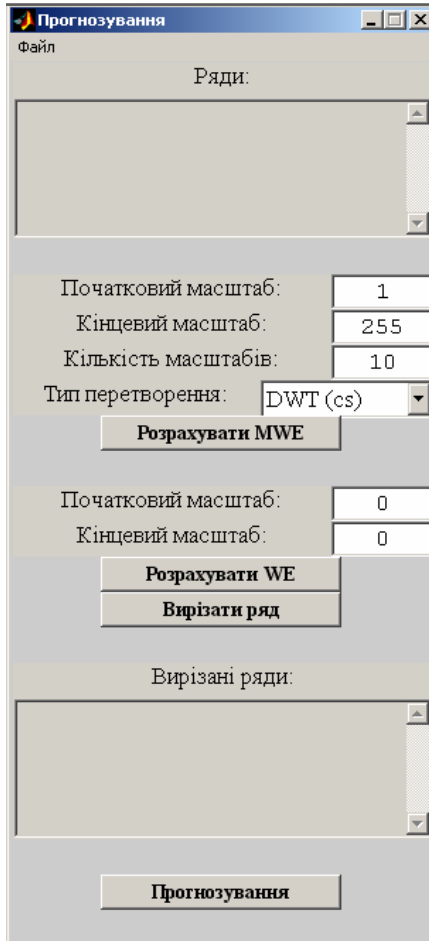 Прогнозування
Файл
Ряди:
Початковий масштаб: 1
Кінцевий масштаб: 255
Кількість масштабів: 10
Тип перетворення: DWT (cs)
Розрахувати MWE
Початковий масштаб: 0
Кінцевий масштаб: 0
Розрахувати WE
Вирізати ряд
Вирізані ряди:
Прогнозування